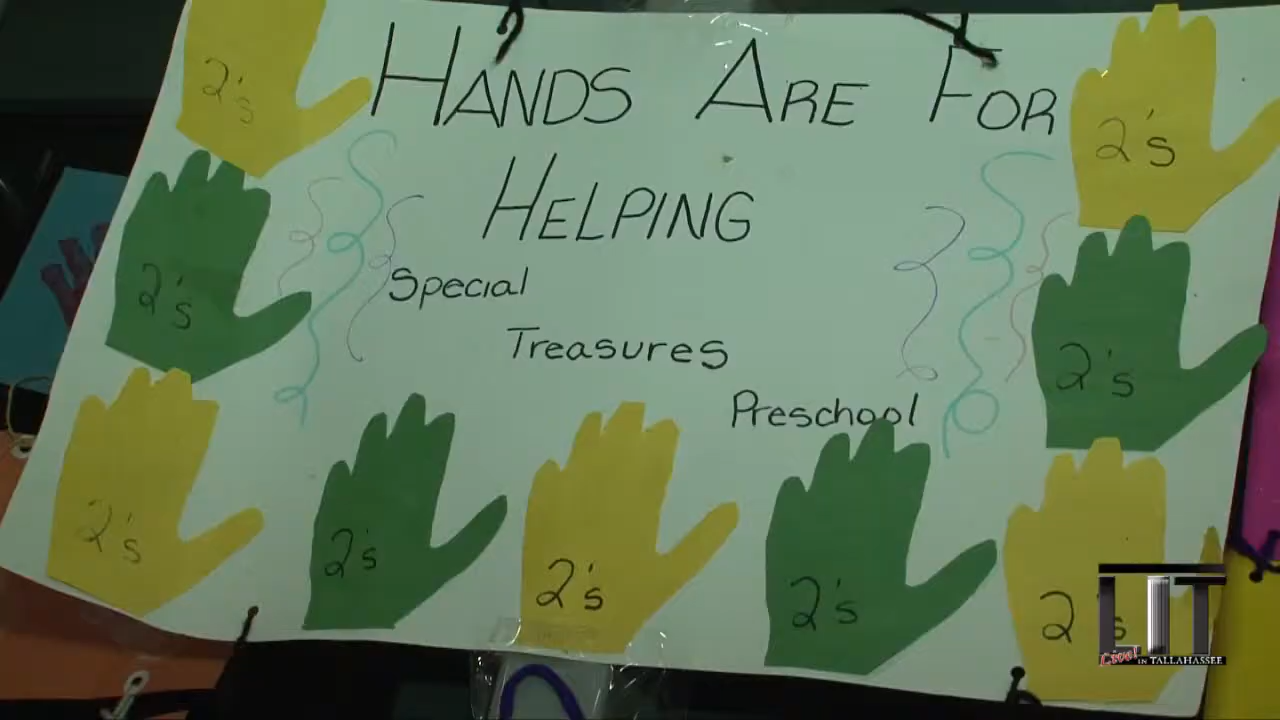 HANDS ARE FOR
HELPING
Special
Treasures
Preschool
2's
2's
2's
2's
2's
2's
2's
2's
2's
LIT
Live! IN TALLAHASSEE